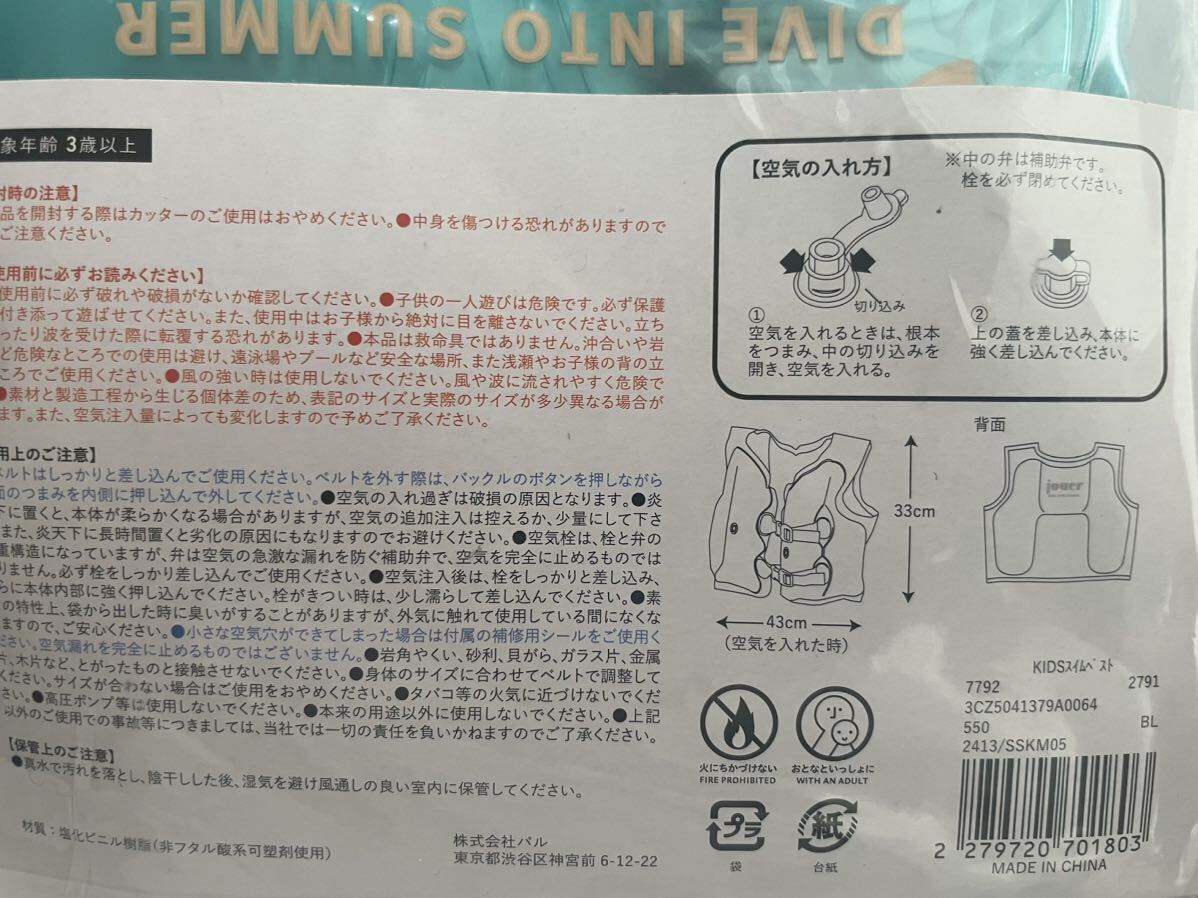 DIVE INTO SUMMER
象年齢 3歳以上
時の注意】
品を開封する際はカッターのご使用はおやめください。●中身を傷つける恐れがありますので
ご注意ください。
使用前に必ずお読みください】
使用前に必ず破れや破損がないか確認してください。●子供の一人遊びは危険です。必ず保護
付き添って遊ばせてください。また、使用中はお子様から絶対に目を離さないでください。立ち
ったり波を受けた際に転覆する恐れがあります。●本品は救命具ではありません。沖合いや岩
ど危険なところでの使用は避け、遠泳場やプールなど安全な場所、また浅瀬やお子様の背の立
ころでご使用ください。●風の強い時は使用しないでください。風や波に流されやすく危険で
●素材と製造工程から生じる個体差のため、表記のサイズと実際のサイズが多少異なる場合が
ます。また、空気注入量によっても変化しますので予めご了承ください。
用上のご注意】
ベルトはしっかりと差し込んでご使用ください。ベルトを外す際は、バックルのボタンを押しながら
面のつまみを内側に押し込んで外してください。●空気の入れ過ぎは破損の原因となります。●炎
下に置くと、本体が柔らかくなる場合がありますが、空気の追加注入は控えるか、少量にして下さ
また、炎天下に長時間置くと劣化の原因にもなりますのでお避けください。●空気栓は、栓と弁の
重構造になっていますが、弁は空気の急激な漏れを防ぐ補助弁で、空気を完全に止めるものでは
りません。必ず栓をしっかり差し込んでご使用ください。●空気注入後は、栓をしっかりと差し込み、
らに本体内部に強く押し込んでください。栓がきつい時は、少し濡らして差し込んでください。●素
の特性上、袋から出した時に臭いがすることがありますが、外気に触れて使用している間になくな
ますので、ご安心ください。●小さな空気穴ができてしまった場合は付属の補修用シールをご使用く
ださい。空気漏れを完全に止めるものではございません。●岩角やくい、砂利、貝がら、ガラス片、金属
片、木片など、とがったものと接触させないでください。●身体のサイズに合わせてベルトで調整して
ください。サイズが合わない場合はご使用をおやめください。●タバコ等の火気に近づけないでくだ
さい。●高圧ポンプ等は使用しないでください。●本来の用途以外に使用しないでください。●上記
以外のご使用での事故等につきましては、当社では一切の責任を負いかねますのでご了承ください。
【保管上のご注意】
●真水で汚れを落とし、陰干しした後、湿気を避け風通しの良い室内に保管してください。
材質：塩化ビニル樹脂(非フタル酸系可塑剤使用)
株式会社パル
東京都渋谷区神宮前 6-12-22
【空気の入れ方】
※中の弁は補助弁です。
栓を必ず閉めてください。
切り込み
①
空気を入れるときは、根本
をつまみ、中の切り込みを
開き、空気を入れる。
②
上の蓋を差し込み、本体に
強く差し込んでください。
背面
jouer
33cm
43cm
(空気を入れた時)
火にちかづけない
FIRE PROHIBITED
おとなといっしょに
WITH AN ADULT
プラ
袋
紙
台紙
KIDSｽｲﾑﾍﾞｽﾄ
7792 2791
3CZ5041379A0064
550 BL
2413/SSKM05
2 279720 701803
MADE IN CHINA